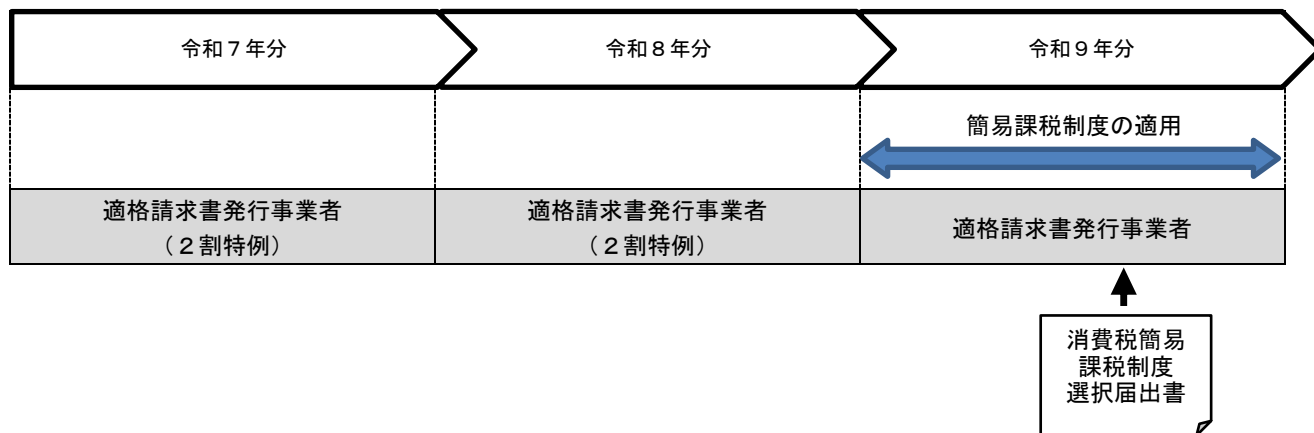 令和７年分
令和８年分
令和９年分
簡易課税制度の適用
適格請求書発行事業者
（２割特例）
適格請求書発行事業者
（２割特例）
適格請求書発行事業者
消費税簡易
課税制度
選択届出書